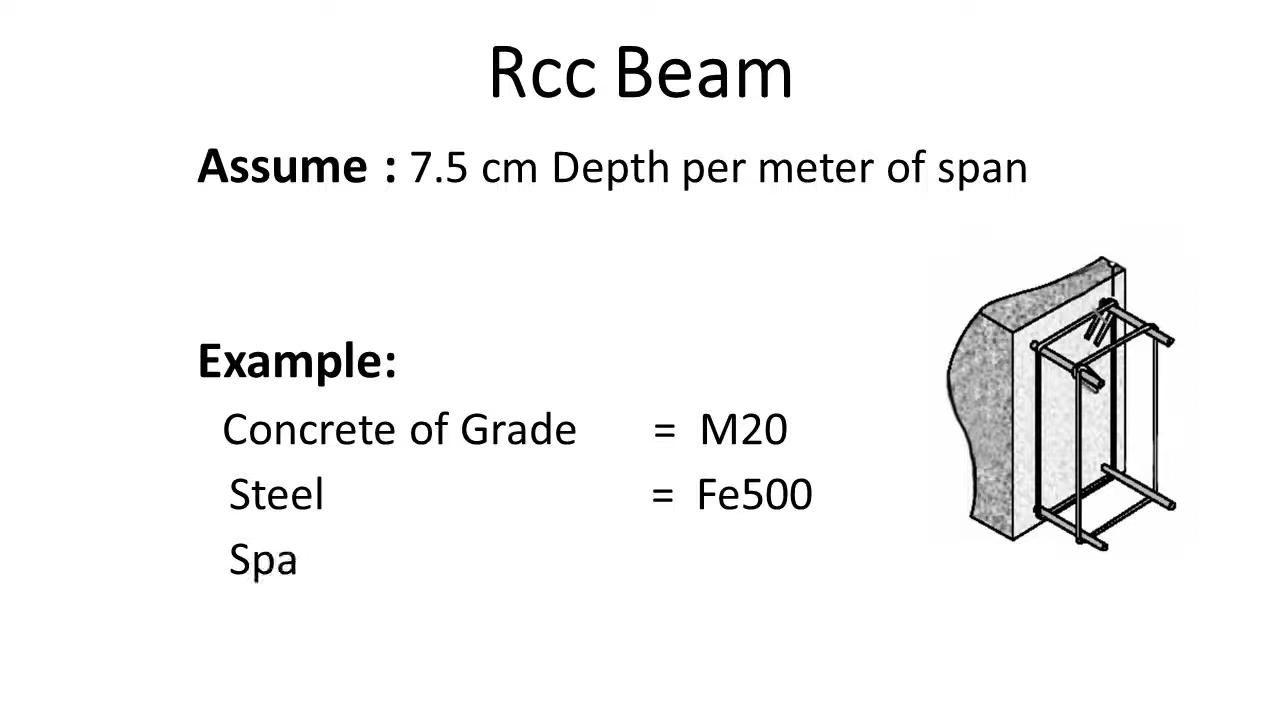 Rcc Beam
Assume : 7.5 cm Depth per meter of span
Example:
Concrete of Grade = M20
Steel = Fe500
Spa